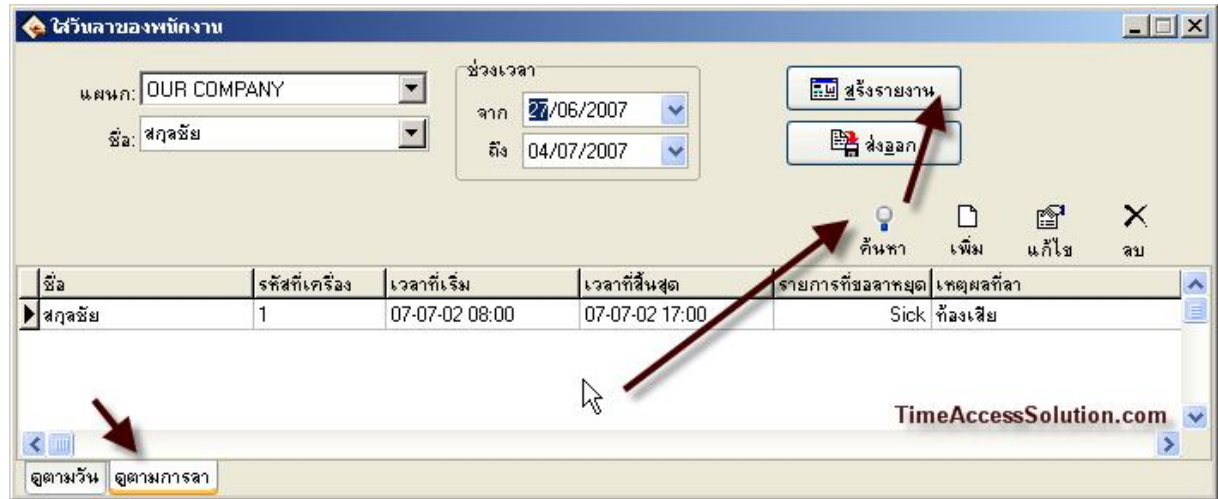 ใส่วันลาของพนักงาน
แผนก: OUR COMPANY
ชื่อ: สกุลชัย
ช่วงเวลา
จาก 27/06/2007
ถึง 04/07/2007
สร้งรายงาน
ส่งออก
ค้นหา เพิ่ม แก้ไข ลบ
ชื่อ รหัสที่เครื่อง เวลาที่เริ่ม เวลาที่สิ้นสุด รายการที่ขอลาหยุด เหตุผลที่ลา
สกุลชัย 1 07-07-02 08:00 07-07-02 17:00 Sick ท้องเสีย
TimeAccessSolution.com
ดูตามวัน ดูตามการลา